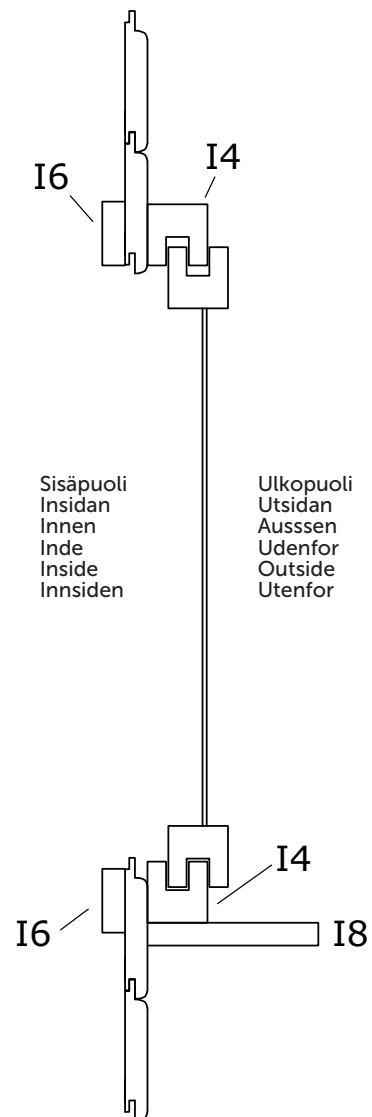 I4
I6
Sisäpuoli
Insidan
Innen
Inde
Inside
Innsiden
Ulkopuoli
Utsidan
Ausssen
Udenfor
Outside
Utenfor
I4
I6
I8